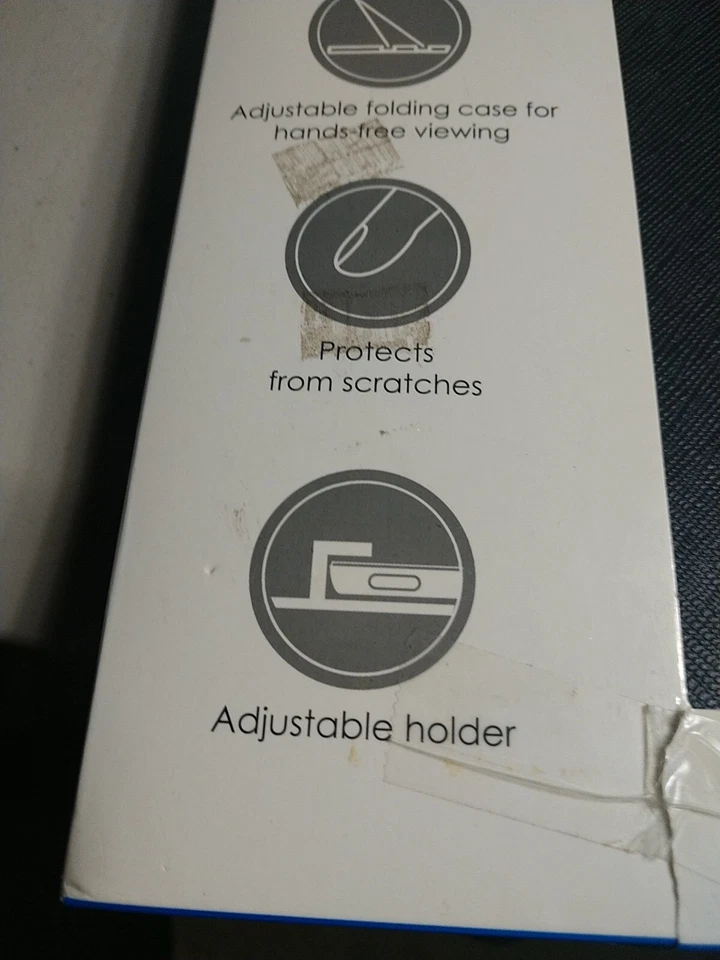 Adjustable folding case for
hands-free viewing
Protects
from scratches
Adjustable holder